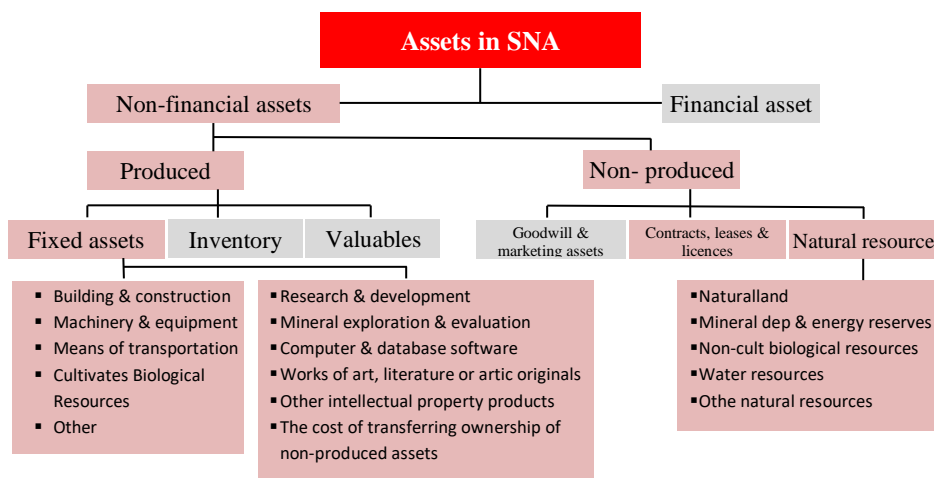 Assets in SNA
Non-financial assets
Financial asset
Produced
Non- produced
Fixed assets
Inventory
Valuables
Goodwill &
marketing assets
Contracts, leases &
licences
Natural resource
▪ Building & construction
▪ Machinery & equipment
▪ Means of transportation
▪ Cultivates Biological
Resources
▪ Other
▪Research & development
▪Mineral exploration & evaluation
▪Computer & database software
▪Works of art, literature or artic originals
▪Other intellectual property products
▪The cost of transferring ownership of
non-produced assets
▪Naturalland
▪Mineral dep & energy reserves
▪Non-cult biological resources
▪Water resources
▪Othe natural resources